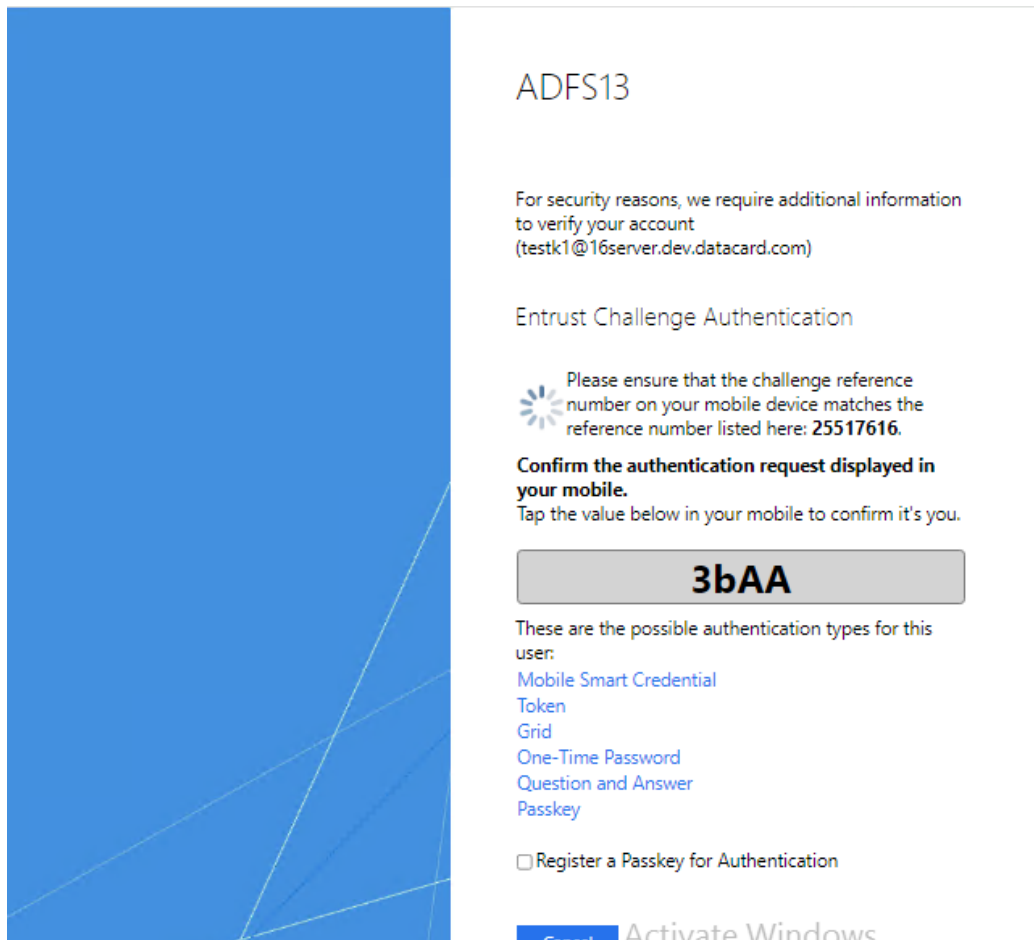 ADFS13
For security reasons, we require additional information
to verify your account
(testk1@16server.dev.datacard.com)
Entrust Challenge Authentication
Please ensure that the challenge reference
number on your mobile device matches the
reference number listed here: 25517616.
Confirm the authentication request displayed in
your mobile.
Tap the value below in your mobile to confirm it's you.
3bAA
These are the possible authentication types for this
user:
Mobile Smart Credential
Token
Grid
One-Time Password
Question and Answer
Passkey
Register a Passkey for Authentication
Cancel
Activate Windows